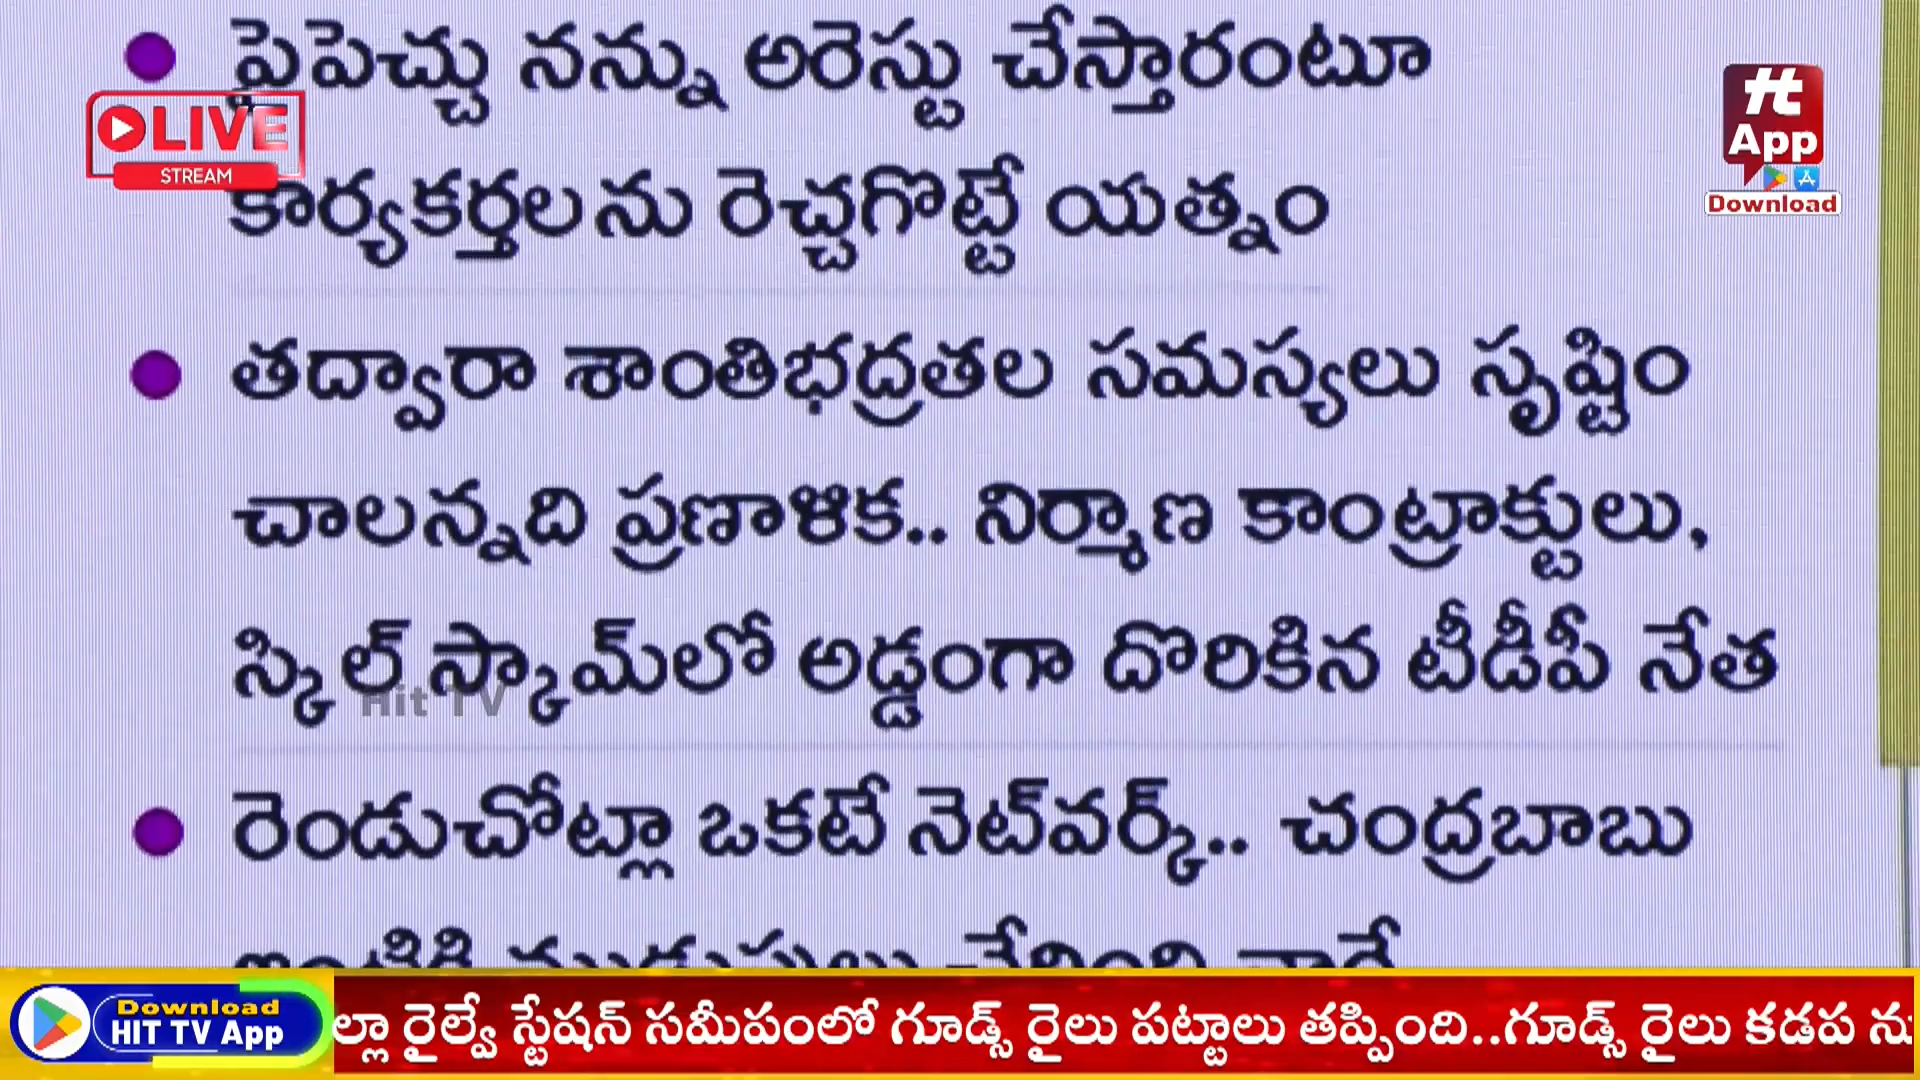 పైపెచ్చు నన్ను అరెస్టు చేస్తారంటూ
LIVE
STREAM
కార్యకర్తలను రెచ్చగొట్టే యత్నం
App
Download
తద్వారా శాంతిభద్రతల సమస్యలు సృష్టిం
చాలన్నది ప్రణాళిక.. నిర్మాణ కాంట్రాక్టులు,
స్కిల్ స్కామ్‌లో అడ్డంగా దొరికిన టీడీపీ నేత
Hit TV
రెండుచోట్లా ఒకటే నెట్‌వర్క్.. చంద్రబాబు
Download
HIT TV App
ల్లా రైల్వే స్టేషన్ సమీపంలో గూడ్స్ రైలు పట్టాలు తప్పింది..గూడ్స్ రైలు కడప ను